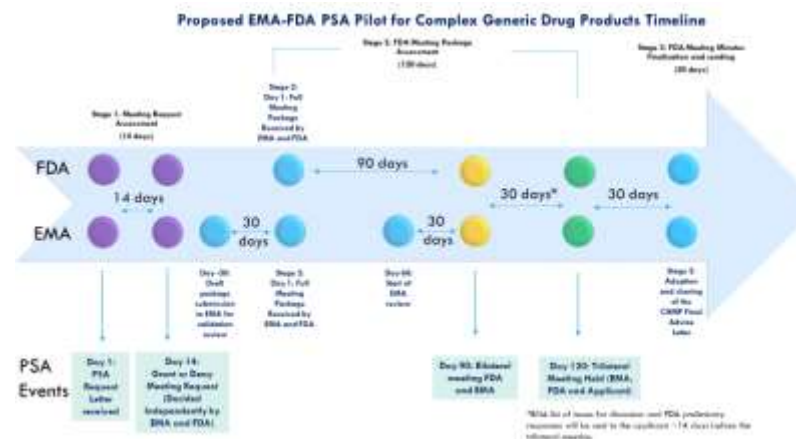 Proposed EMA-FDA PSA Pilot for Complex Generic Drug Products Timeline
Stage 2: FDA Meeting Package
Assessment
(120 days)
Stage 3: FDA Meeting Minutes
Finalization and sending
(30 days)
Stage 1: Meeting Request
Assessment
(14 days)
Stage 2:
Day 1: Full
Meeting
Package
Received by
EMA and FDA
FDA
90 days
14 days
30 days*
30 days
EMA
30
days
30
days
Day -30:
Draft
package
submission
to EMA for
validation
review
Stage 2:
Day 1: Full
Meeting
Package
Received by
EMA and FDA
Day 60:
Start of
EMA
review
Stage 3:
Adoption
and sharing
of the
CHMP Final
Advice
Letter
PSA
Events
Day 1:
PSA
Request
Letter
received
Day 14:
Grant or Deny
Meeting Request
(Decided
Independently by
EMA and FDA)
Day 90: Bilateral
meeting FDA
and EMA
Day 120: Trilateral
Meeting Held (EMA,
FDA and Applicant)
list of issues for discussion and FDA preliminary
responses will be sent to the applicant ~14 days before the
trilateral meeting